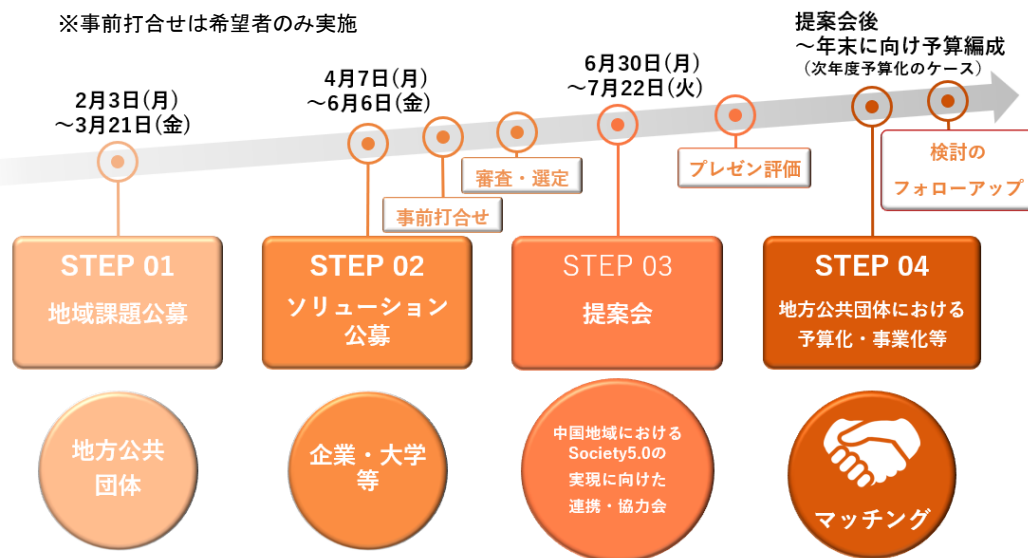 ※事前打合せは希望者のみ実施
2月3日(月)
～3月21日(金)
4月7日(月)
～6月6日(金)
6月30日(月)
～7月22日(火)
提案会後
～年末に向け予算編成
（次年度予算化のケース）
事前打合せ
審査・選定
プレゼン評価
検討の
フォローアップ
STEP 01
地域課題公募
STEP 02
ソリューション
公募
STEP 03
提案会
STEP 04
地方公共団体における
予算化・事業化等
地方公共
団体
企業・大学
等
中国地域における
Society5.0の
実現に向けた
連携・協力会
マッチング